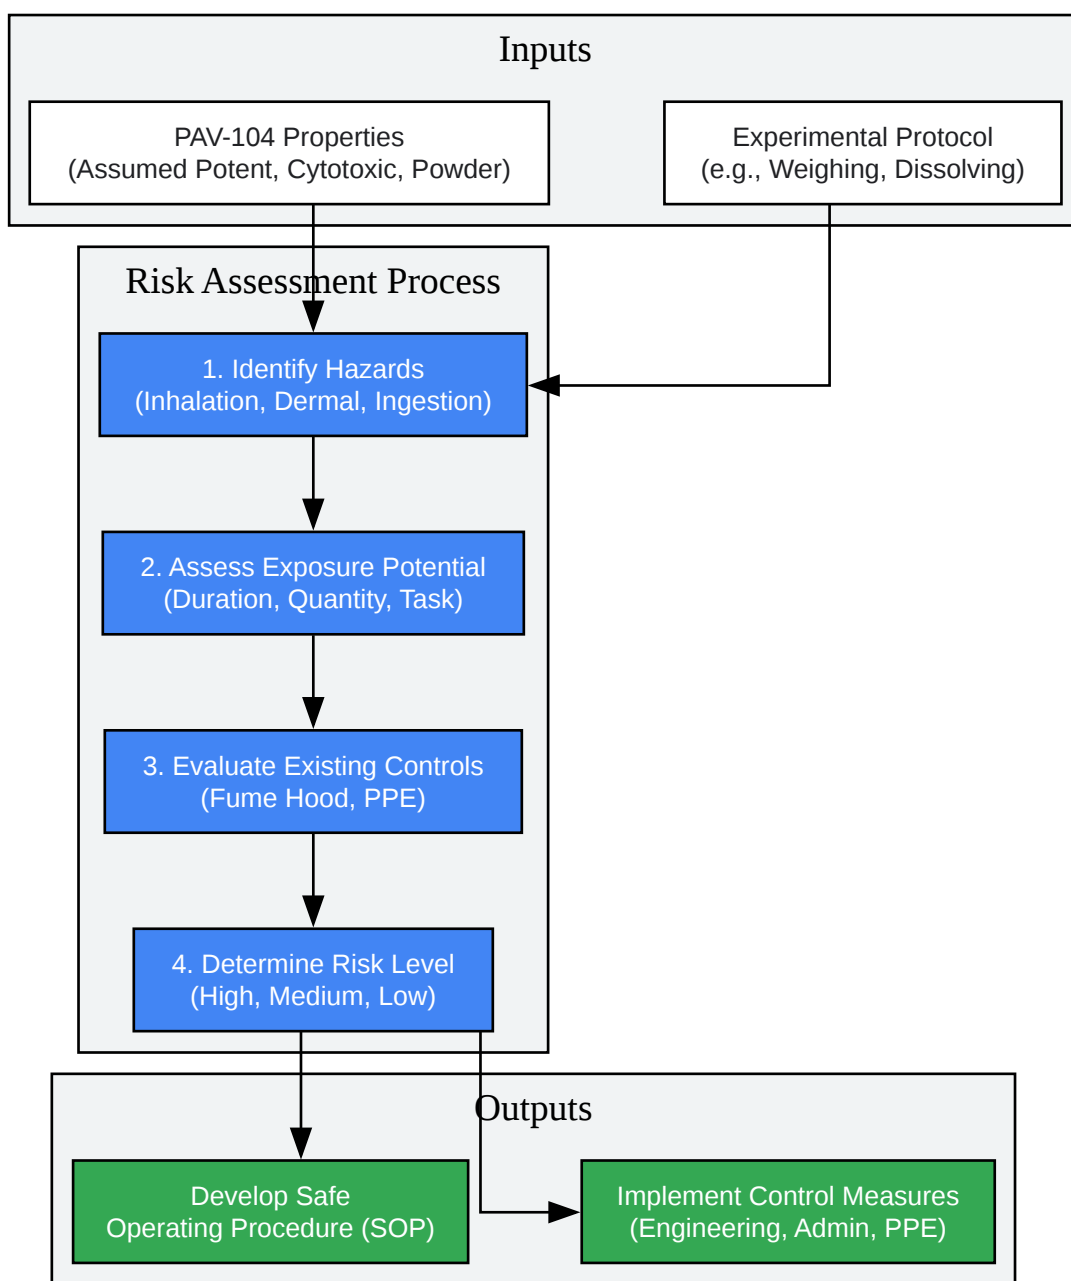 Inputs
PAV-104 Properties
(Assumed Potent, Cytotoxic, Powder)
Experimental Protocol
(e.g., Weighing, Dissolving)
Risk Assessment Process
1. Identify Hazards
(Inhalation, Dermal, Ingestion)
2. Assess Exposure Potential
(Duration, Quantity, Task)
3. Evaluate Existing Controls
(Fume Hood, PPE)
4. Determine Risk Level
(High, Medium, Low)
Outputs
Develop Safe
Operating Procedure (SOP)
Implement Control Measures
(Engineering, Admin, PPE)